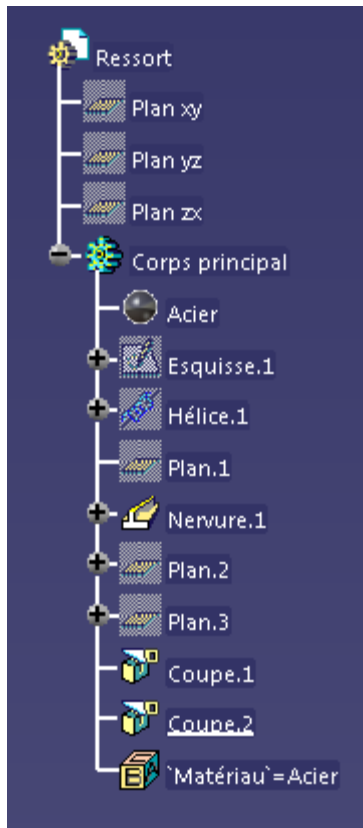 Ressort
Plan xy
Plan yz
Plan zx
Corps principal
Acier
Esquisse.1
Hélice.1
Plan.1
Nervure.1
Plan.2
Plan.3
Coupe.1
Coupe.2
`Matériau`=Acier